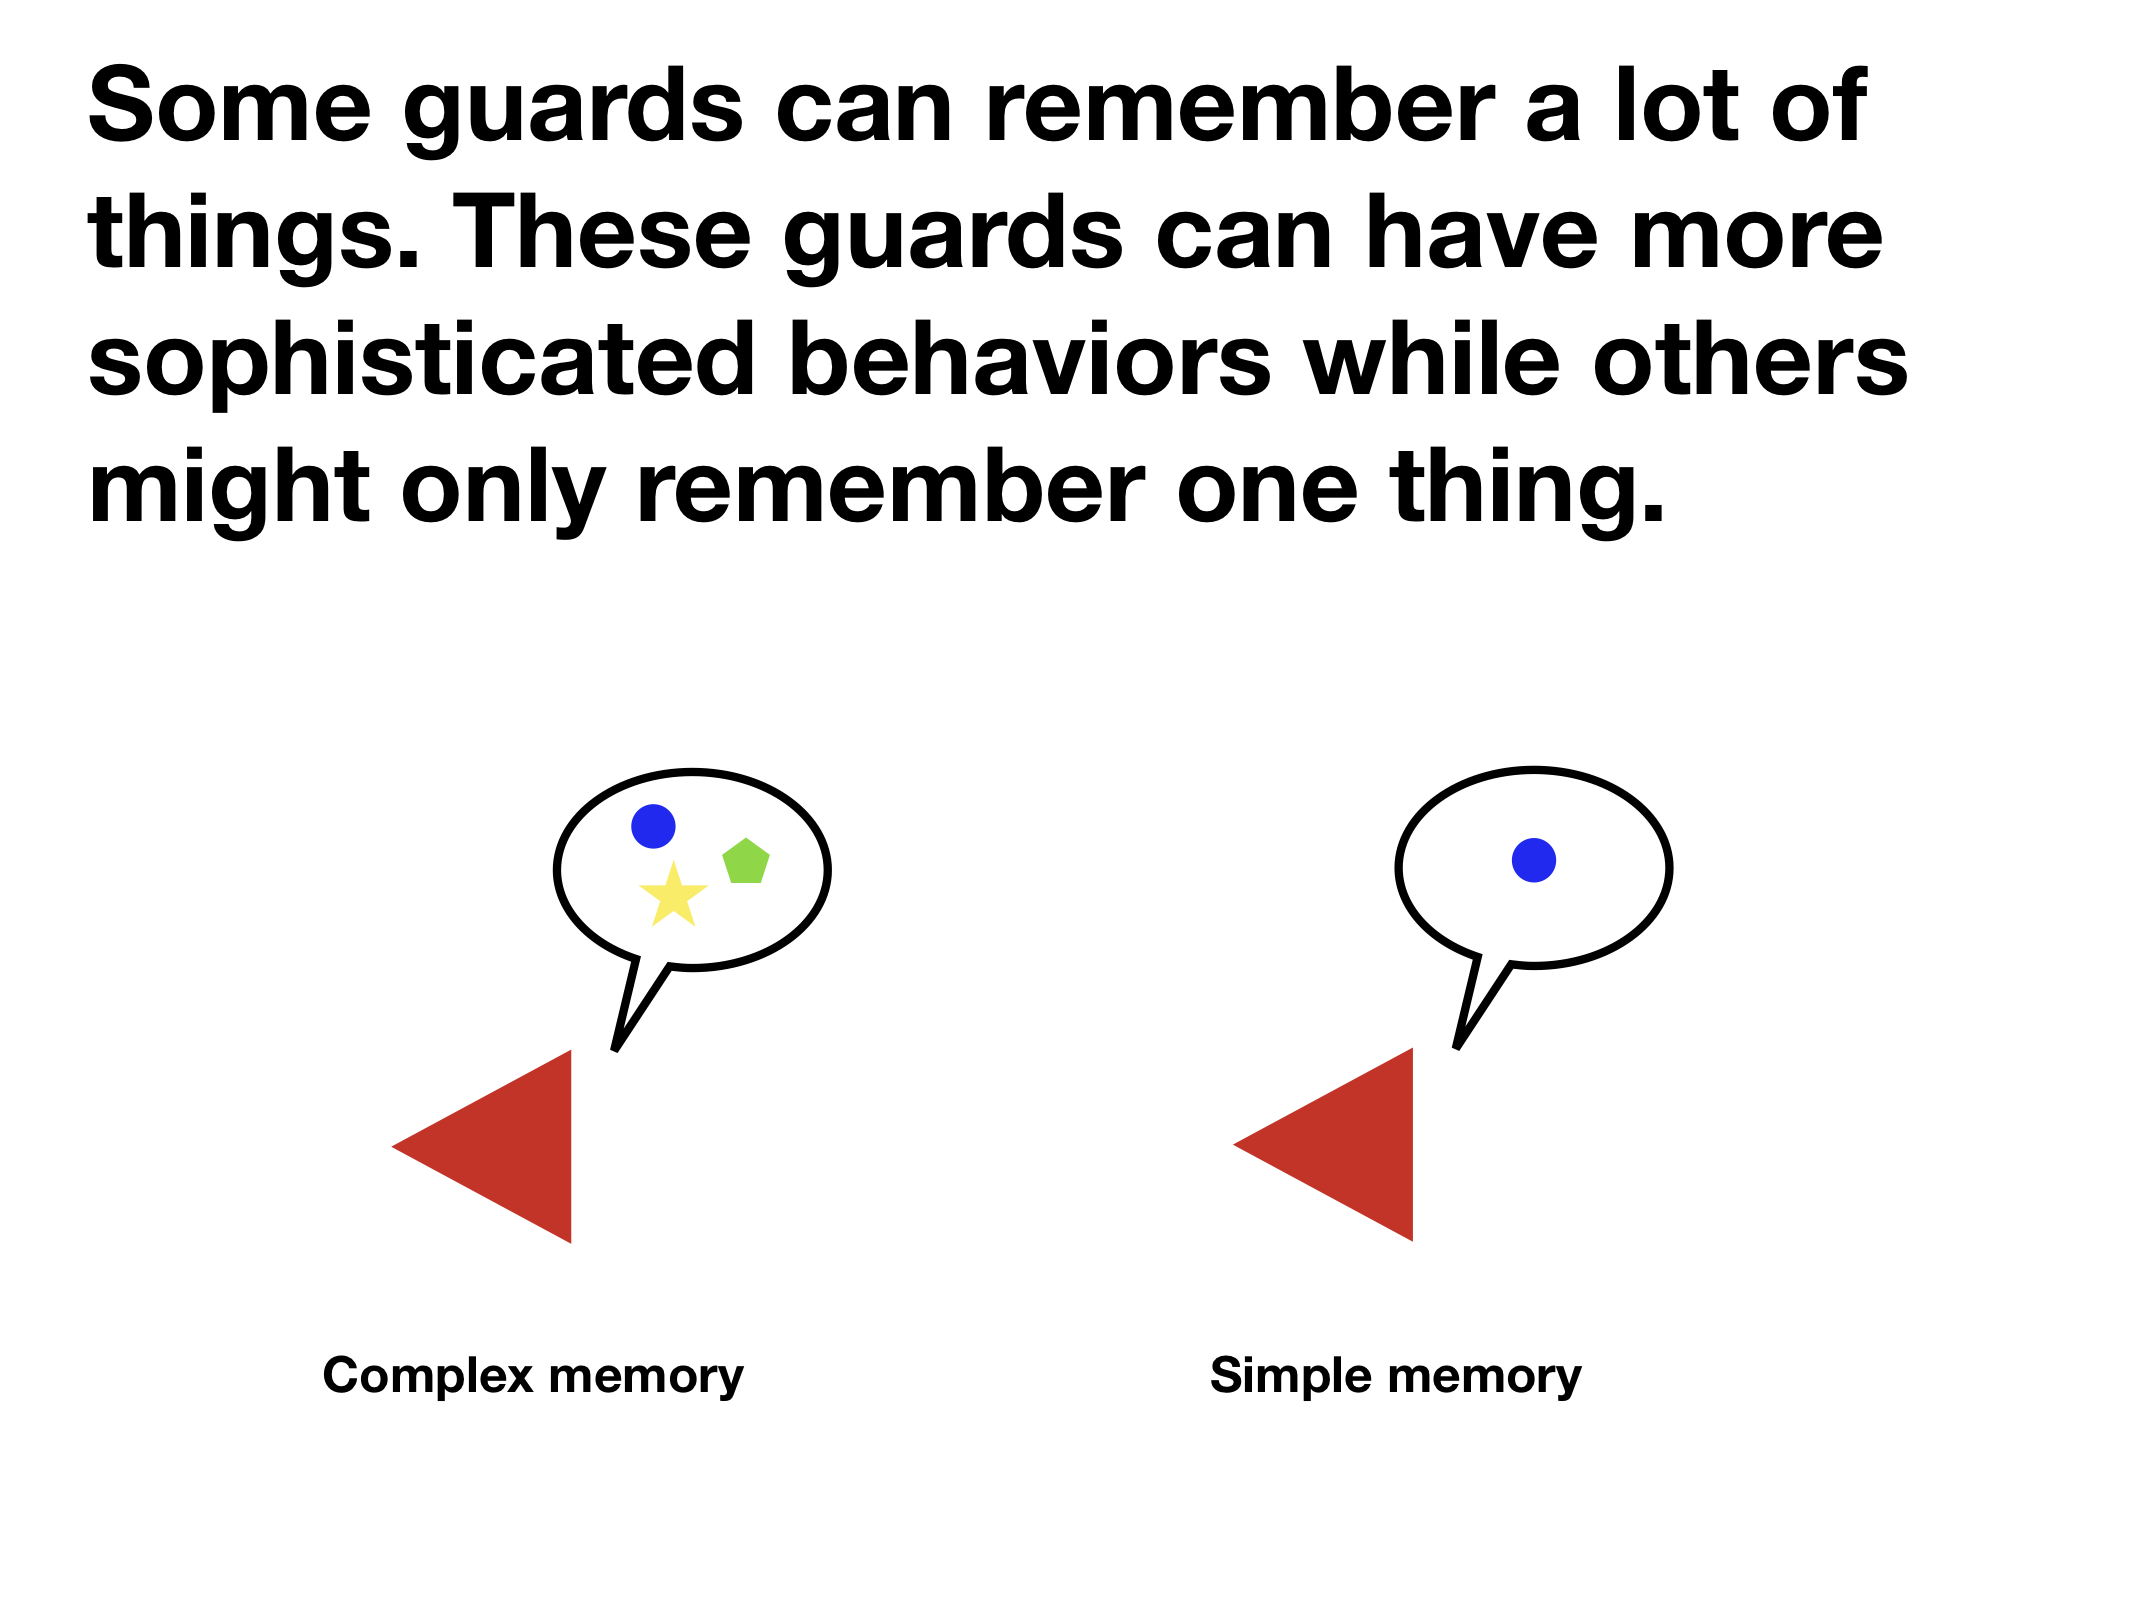 Some guards can remember a lot of
things. These guards can have more
sophisticated behaviors while others
might only remember one thing.
Complex memory
Simple memory